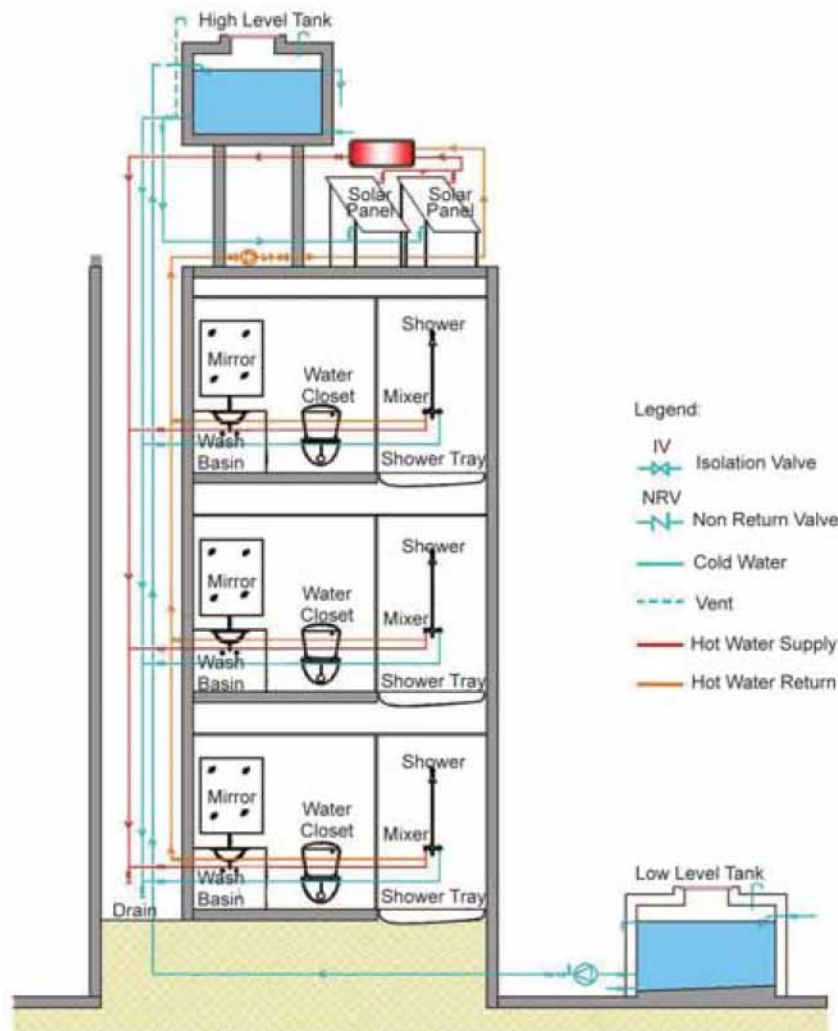 High Level Tank
Solar
Panel
Solar
Panel
Shower
Mirror
Water
Closet
Mixer
Wash
Basin
Shower Tray
Shower
Mirror
Water
Closet
Mixer
Wash
Basin
Shower Tray
Shower
Mirror
Water
Closet
Mixer
Wash
Basin
Shower Tray
Drain
Legend:
IV
Isolation Valve
NRV
Non Return Valve
Cold Water
Vent
Hot Water Supply
Hot Water Return
Low Level Tank